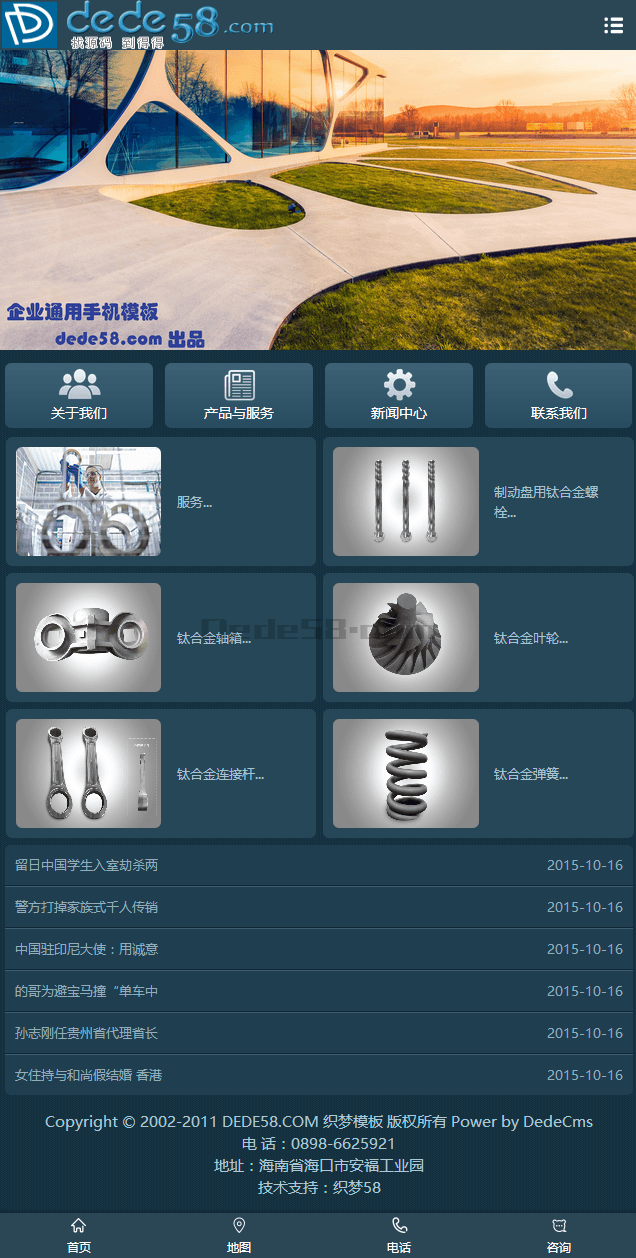 dede58.com
找源码 到得得
企业通用手机模板
dede58.com 出品
关于我们
产品与服务
新闻中心
联系我们
服务...
制动盘用钛合金螺
栓...
钛合金轴箱...
Dede58.com
钛合金叶轮...
钛合金连接杆...
钛合金弹簧...
留日中国学生入室劫杀两 2015-10-16
警方打掉家族式千人传销 2015-10-16
中国驻印尼大使：用诚意 2015-10-16
的哥为避宝马撞“单车中 2015-10-16
孙志刚任贵州省代理省长 2015-10-16
女住持与和尚假结婚 香港 2015-10-16
Copyright © 2002-2011 DEDE58.COM 织梦模板 版权所有 Power by DedeCms
电 话：0898-6625921
地址：海南省海口市安福工业园
技术支持：织梦58
首页
地图
电话
咨询